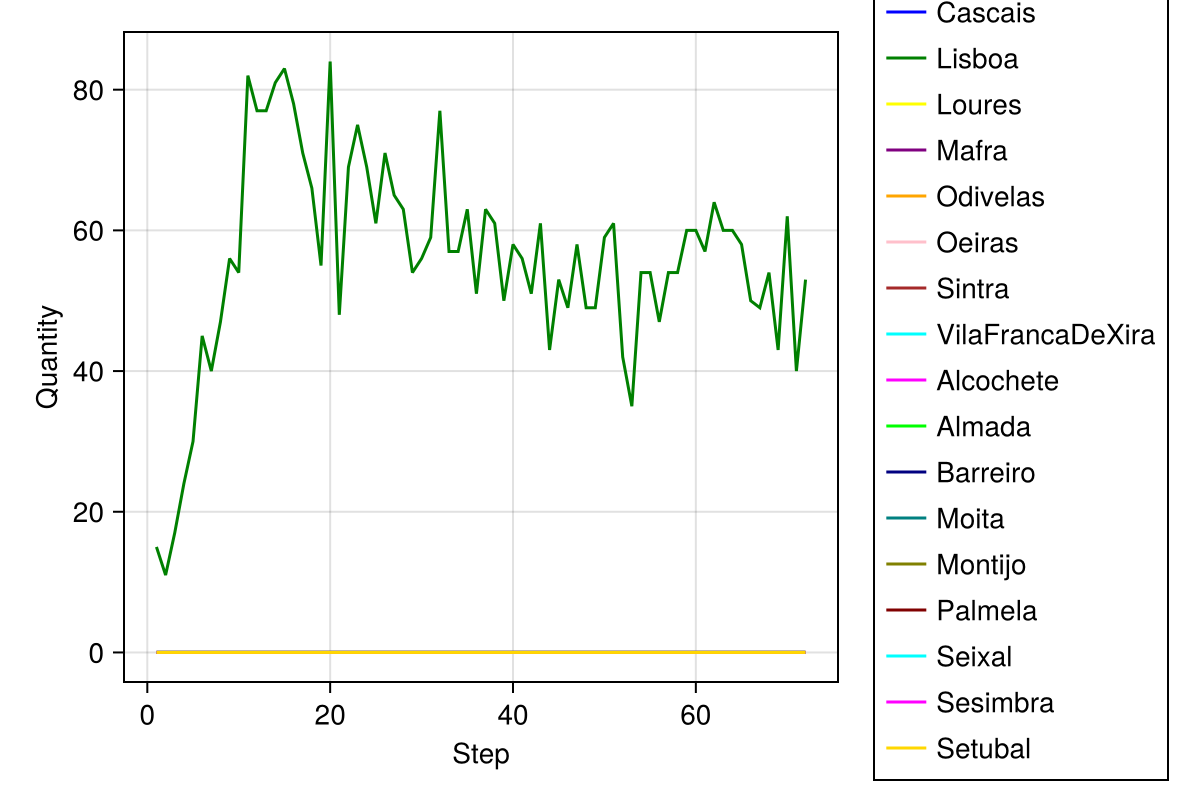 Cascais
Lisboa
Loures
Mafra
Odivelas
Oeiras
Sintra
VilaFrancaDeXira
Alcochete
Almada
Barreiro
Moita
Montijo
Palmela
Seixal
Sesimbra
Setubal
80
60
40
20
0
Quantity
0 20 40 60
Step